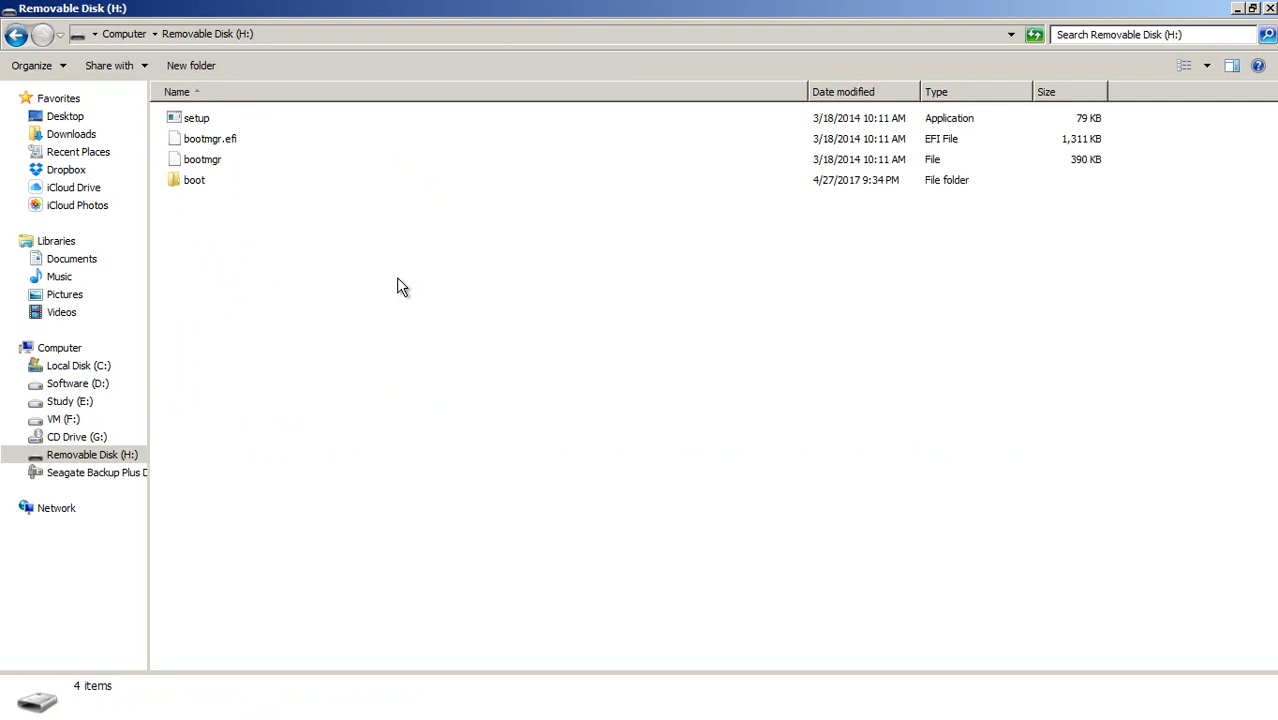 Removable Disk (H:)
Computer Removable Disk (H:) Search Removable Disk (H:)
Organize Share with New folder
Name Date modified Type Size
setup 3/18/2014 10:11 AM Application 79 KB
bootmgr.efi 3/18/2014 10:11 AM EFI File 1,311 KB
bootmgr 3/18/2014 10:11 AM File 390 KB
boot 4/27/2017 9:34 PM File folder
Favorites
Desktop
Downloads
Recent Places
Dropbox
iCloud Drive
iCloud Photos
Libraries
Documents
Music
Pictures
Videos
Computer
Local Disk (C:)
Software (D:)
Study (E:)
VM (F:)
CD Drive (G:)
Removable Disk (H:)
Seagate Backup Plus D
Network
4 items